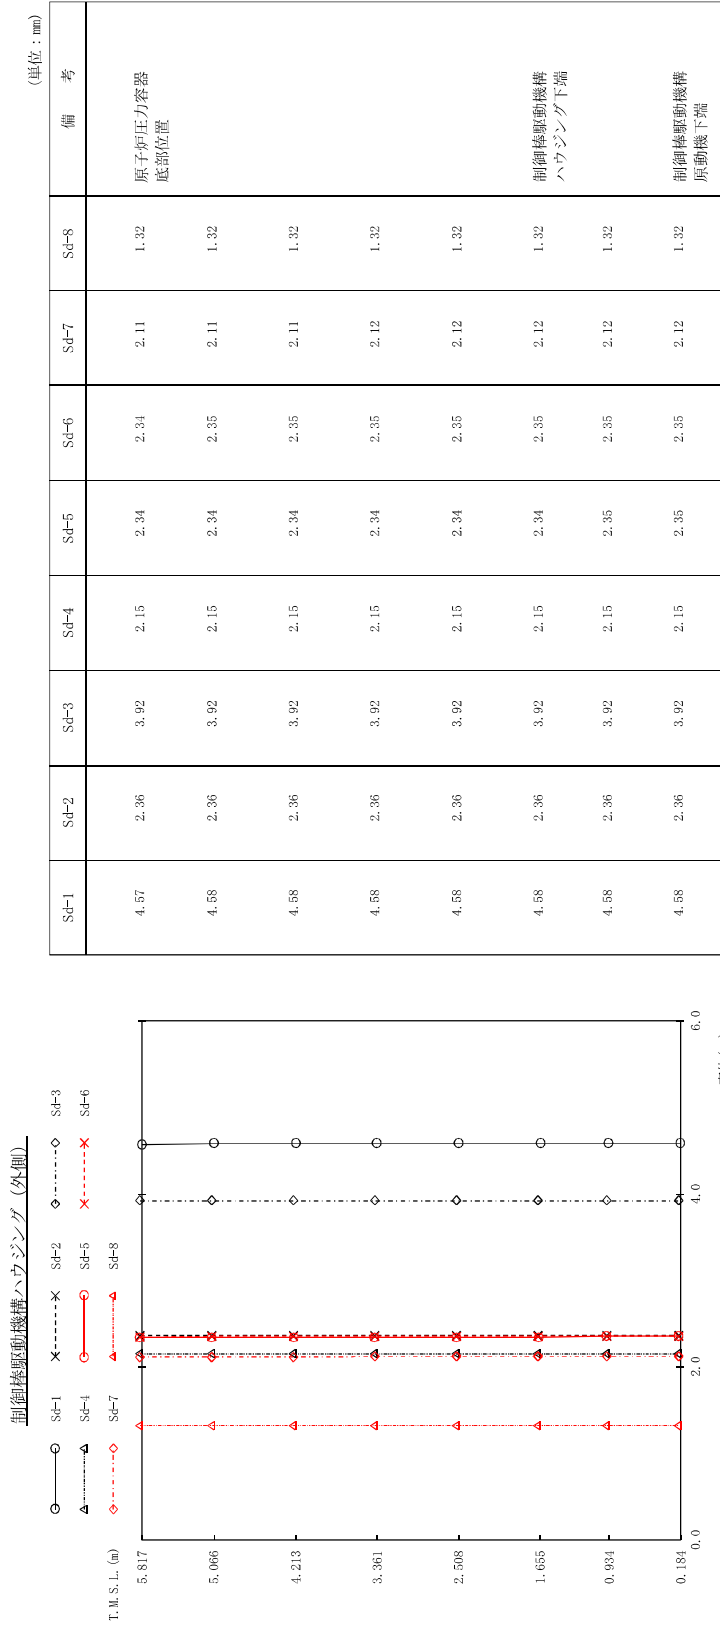 制御棒駆動機構ハウジング (外側)
Sd-1 Sd-2 Sd-3
Sd-4 Sd-5 Sd-6
Sd-7 Sd-8
T.M.S.L.(m)
5.817
5.066
4.213
3.361
2.508
1.655
0.934
0.184
0.0 2.0 4.0 6.0
(単位：mm)
Sd-1 Sd-2 Sd-3 Sd-4 Sd-5 Sd-6 Sd-7 Sd-8 備 考
4.57 2.36 3.92 2.15 2.34 2.34 2.11 1.32 原子炉圧力容器
底部位置
4.58 2.36 3.92 2.15 2.34 2.35 2.11 1.32
4.58 2.36 3.92 2.15 2.34 2.35 2.11 1.32
4.58 2.36 3.92 2.15 2.34 2.35 2.12 1.32
4.58 2.36 3.92 2.15 2.34 2.35 2.12 1.32
4.58 2.36 3.92 2.15 2.34 2.35 2.12 1.32 制御棒駆動機構
ハウジング下端
4.58 2.36 3.92 2.15 2.35 2.35 2.12 1.32
4.58 2.36 3.92 2.15 2.35 2.35 2.12 1.32 制御棒駆動機構
原動機下端